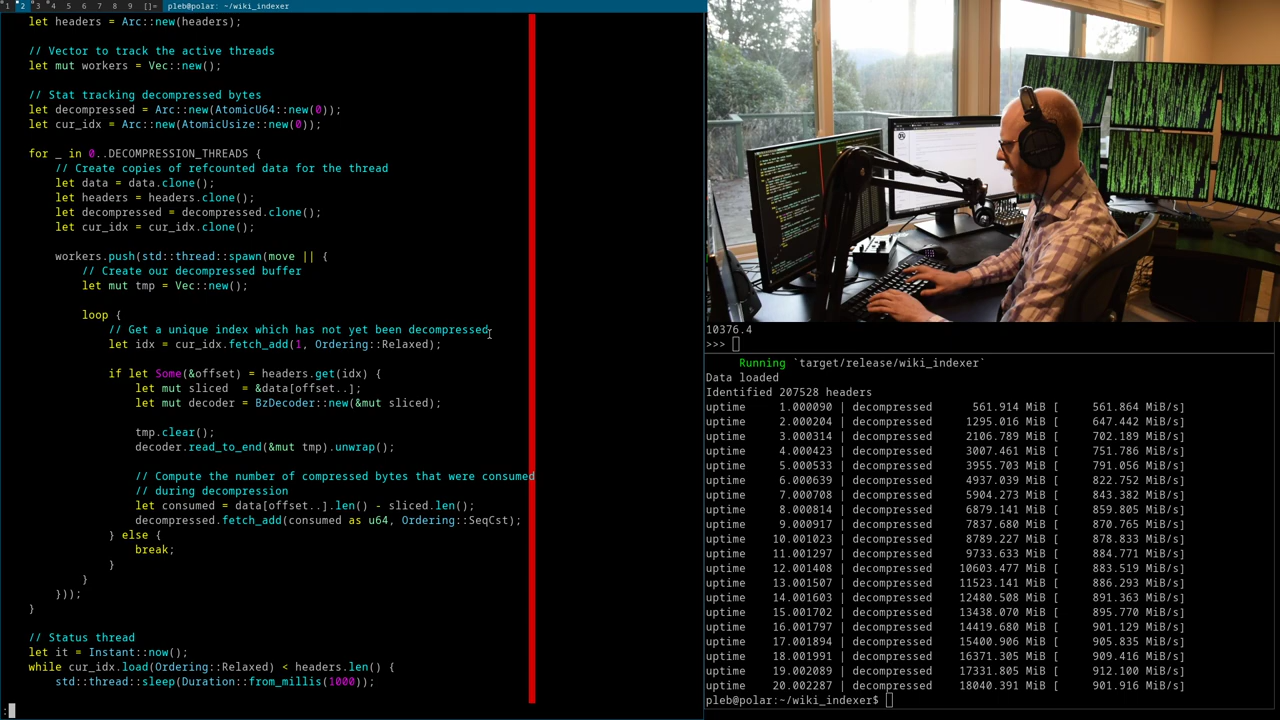 1 2 3 4 5 6 7 8 9 []= pleb@polar: ~/wiki_indexer
let headers = Arc::new(headers);
// Vector to track the active threads
let mut workers = Vec::new();
// Stat tracking decompressed bytes
let decompressed = Arc::new(AtomicU64::new(0));
let cur_idx = Arc::new(AtomicUsize::new(0));
for _ in 0..DECOMPRESSION_THREADS {
// Create copies of refcounted data for the thread
let data = data.clone();
let headers = headers.clone();
let decompressed = decompressed.clone();
let cur_idx = cur_idx.clone();
workers.push(std::thread::spawn(move || {
// Create our decompressed buffer
let mut tmp = Vec::new();
loop {
// Get a unique index which has not yet been decompressed
let idx = cur_idx.fetch_add(1, Ordering::Relaxed);
if let Some(&offset) = headers.get(idx) {
let mut sliced  = &data[offset..];
let mut decoder = BzDecoder::new(&mut sliced);
tmp.clear();
decoder.read_to_end(&mut tmp).unwrap();
// Compute the number of compressed bytes that were consumed
// during decompression
let consumed = data[offset..].len() - sliced.len();
decompressed.fetch_add(consumed as u64, Ordering::SeqCst);
} else {
break;
}
}
}));
}
// Status thread
let it = Instant::now();
while cur_idx.load(Ordering::Relaxed) < headers.len() {
std::thread::sleep(Duration::from_millis(1000));
:
10376.4
>>>
Running `target/release/wiki_indexer`
Data loaded
Identified 207528 headers
uptime 1.000090 | decompressed 561.914 MiB [ 561.864 MiB/s]
uptime 2.000204 | decompressed 1295.016 MiB [ 647.442 MiB/s]
uptime 3.000314 | decompressed 2106.789 MiB [ 702.189 MiB/s]
uptime 4.000423 | decompressed 3007.461 MiB [ 751.786 MiB/s]
uptime 5.000533 | decompressed 3955.703 MiB [ 791.056 MiB/s]
uptime 6.000639 | decompressed 4937.039 MiB [ 822.752 MiB/s]
uptime 7.000708 | decompressed 5904.273 MiB [ 843.382 MiB/s]
uptime 8.000814 | decompressed 6879.141 MiB [ 859.805 MiB/s]
uptime 9.000917 | decompressed 7837.680 MiB [ 870.765 MiB/s]
uptime 10.001023 | decompressed 8789.227 MiB [ 878.833 MiB/s]
uptime 11.001297 | decompressed 9733.633 MiB [ 884.771 MiB/s]
uptime 12.001408 | decompressed 10603.477 MiB [ 883.519 MiB/s]
uptime 13.001507 | decompressed 11523.141 MiB [ 886.293 MiB/s]
uptime 14.001603 | decompressed 12480.508 MiB [ 891.363 MiB/s]
uptime 15.001702 | decompressed 13438.070 MiB [ 895.770 MiB/s]
uptime 16.001797 | decompressed 14419.680 MiB [ 901.129 MiB/s]
uptime 17.001894 | decompressed 15400.906 MiB [ 905.835 MiB/s]
uptime 18.001991 | decompressed 16371.305 MiB [ 909.416 MiB/s]
uptime 19.002089 | decompressed 17331.805 MiB [ 912.100 MiB/s]
uptime 20.002287 | decompressed 18040.391 MiB [ 901.916 MiB/s]
pleb@polar:~/wiki_indexer$